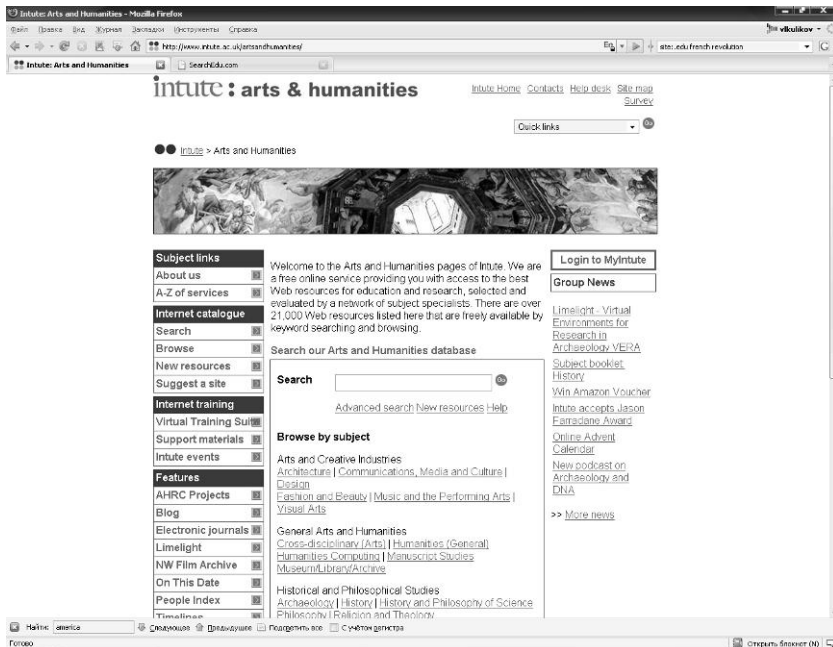 Intute: Arts and Humanities - Mozilla Firefox
Файл Правка Вид Журнал Закладки Инструменты Справка
vlkulikov
http://www.intute.ac.uk/artsandhumanities/
site:.edu french revolution
Intute: Arts and Humanities
SearchEdu.com
intute: arts & humanities
Intute Home Contacts Help desk Site map
Survey
Quick links
Go
Intute > Arts and Humanities
Subject links
About us
A-Z of services
Internet catalogue
Search
Browse
New resources
Suggest a site
Internet training
Virtual Training Suite
Support materials
Intute events
Features
AHRC Projects
Blog
Electronic journals
Limelight
NW Film Archive
On This Date
People Index
Timelines
Welcome to the Arts and Humanities pages of Intute. We are
a free online service providing you with access to the best
Web resources for education and research, selected and
evaluated by a network of subject specialists. There are over
21,000 Web resources listed here that are freely available by
keyword searching and browsing.
Search our Arts and Humanities database
Search
Go
Advanced search New resources Help
Browse by subject
Arts and Creative Industries
Architecture | Communications, Media and Culture |
Design
Fashion and Beauty | Music and the Performing Arts |
Visual Arts
General Arts and Humanities
Cross-disciplinary (Arts) | Humanities (General)
Humanities Computing | Manuscript Studies
Museum/Library/Archive
Historical and Philosophical Studies
Archaeology | History | History and Philosophy of Science
Philosophy | Religion and Theology
Login to MyIntute
Group News
Limelight - Virtual
Environments for
Research in
Archaeology VERA
Subject booklet:
History
Win Amazon Voucher
Intute accepts Jason
Farradane Award
Online Advent
Calendar
New podcast on
Archaeology and
DNA
>> More news
Найти: america
Следующее Предыдущее Подсветить все С учётом регистра
Готово
Открыть блокнот (N)